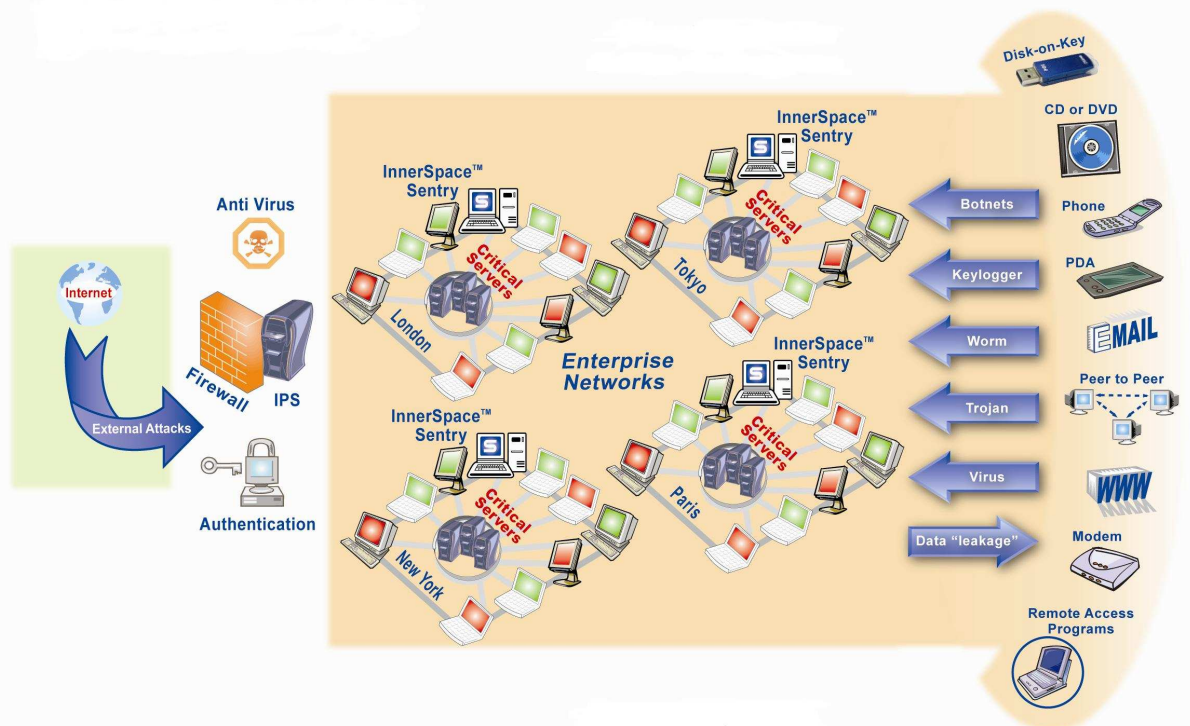 Internet
External Attacks
Anti Virus
Firewall
IPS
Authentication
InnerSpace™
Sentry
Critical
Servers
London
InnerSpace™
Sentry
Critical
Servers
Tokyo
Enterprise
Networks
InnerSpace™
Sentry
Critical
Servers
New York
InnerSpace™
Sentry
Critical
Servers
Paris
Botnets
Keylogger
Worm
Trojan
Virus
Data “leakage”
Disk-on-Key
CD or DVD
Phone
PDA
EMAIL
Peer to Peer
WWW
Modem
Remote Access
Programs